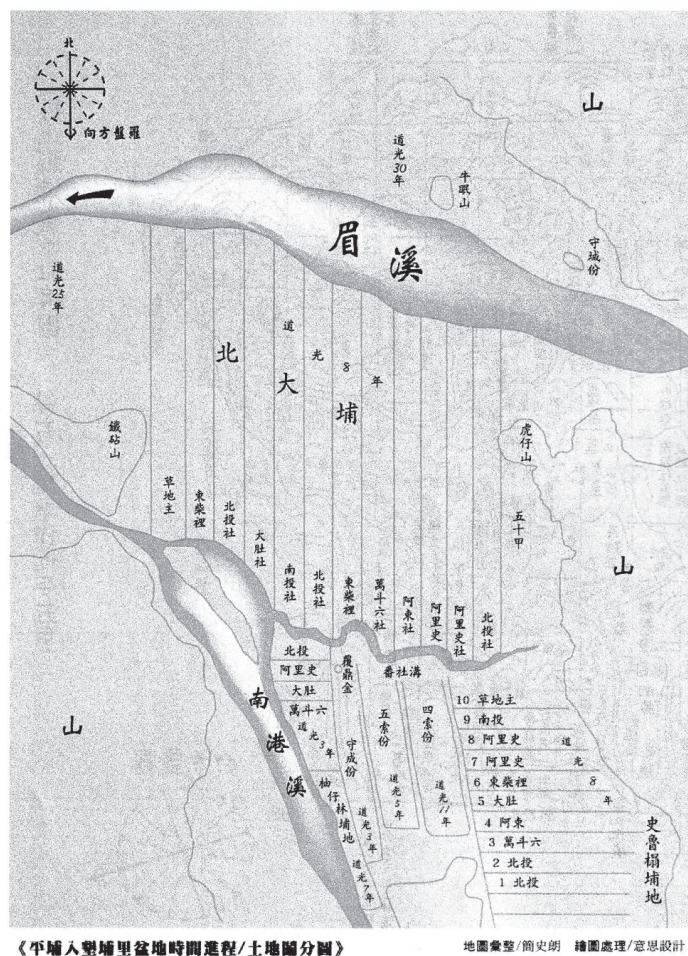 北
羅盤方向
山
道光30年
牛眠山
守城份
眉溪
道光25年
道光8年
北大埔
虎仔山
鐵砧山
五十甲
山
草地主
東柴裡
北投社
大肚社
南投社
北投社
東柴裡
萬斗六社
阿束社
阿里史
阿里史社
北投社
番社溝
北投
阿里史
大肚
萬斗六
道光3年
覆鼎金
守成份
道光3年
五索份
道光5年
四索份
道光11年
柚仔林埔地
道光7年
南港溪
山
10 草地主
9 南投
8 阿里史
7 阿里史
6 東柴裡
5 大肚
4 阿束
3 萬斗六
2 北投
1 北投
道光8年
史魯榻埔地
《平埔入墾埔里盆地時間進程/土地鬮分圖》
地圖彙整/簡史朗 繪圖處理/意思設計